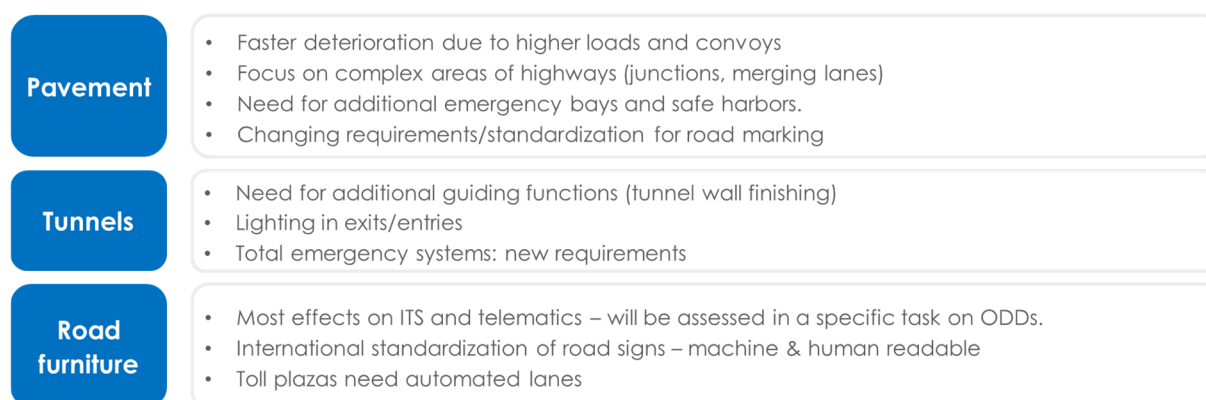 Pavement
• Faster deterioration due to higher loads and convoys
• Focus on complex areas of highways (junctions, merging lanes)
• Need for additional emergency bays and safe harbors.
• Changing requirements/standardization for road marking
Tunnels
• Need for additional guiding functions (tunnel wall finishing)
• Lighting in exits/entries
• Total emergency systems: new requirements
Road
furniture
• Most effects on ITS and telematics – will be assessed in a specific task on ODDs.
• International standardization of road signs – machine & human readable
• Toll plazas need automated lanes